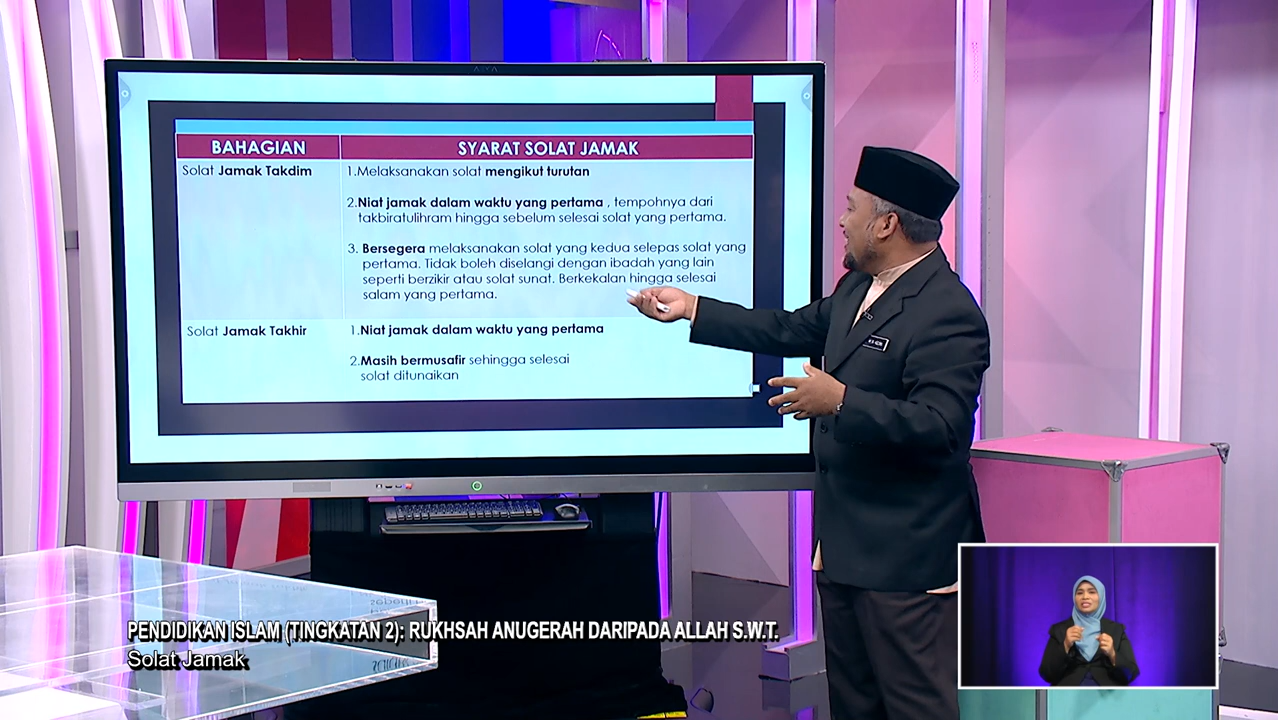 BAHAGIAN
SYARAT SOLAT JAMAK
Solat Jamak Takdim
1.Melaksanakan solat mengikut turutan
2.Niat jamak dalam waktu yang pertama , tempohnya dari
takbiratulihram hingga sebelum selesai solat yang pertama.
3. Bersegera melaksanakan solat yang kedua selepas solat yang
pertama. Tidak boleh diselangi dengan ibadah yang lain
seperti berzikir atau solat sunat. Berkekalan hingga selesai
salam yang pertama.
Solat Jamak Takhir
1.Niat jamak dalam waktu yang pertama
2.Masih bermusafir sehingga selesai
solat ditunaikan
PENDIDIKAN ISLAM (TINGKATAN 2): RUKHSAH ANUGERAH DARIPADA ALLAH S.W.T.
Solat Jamak